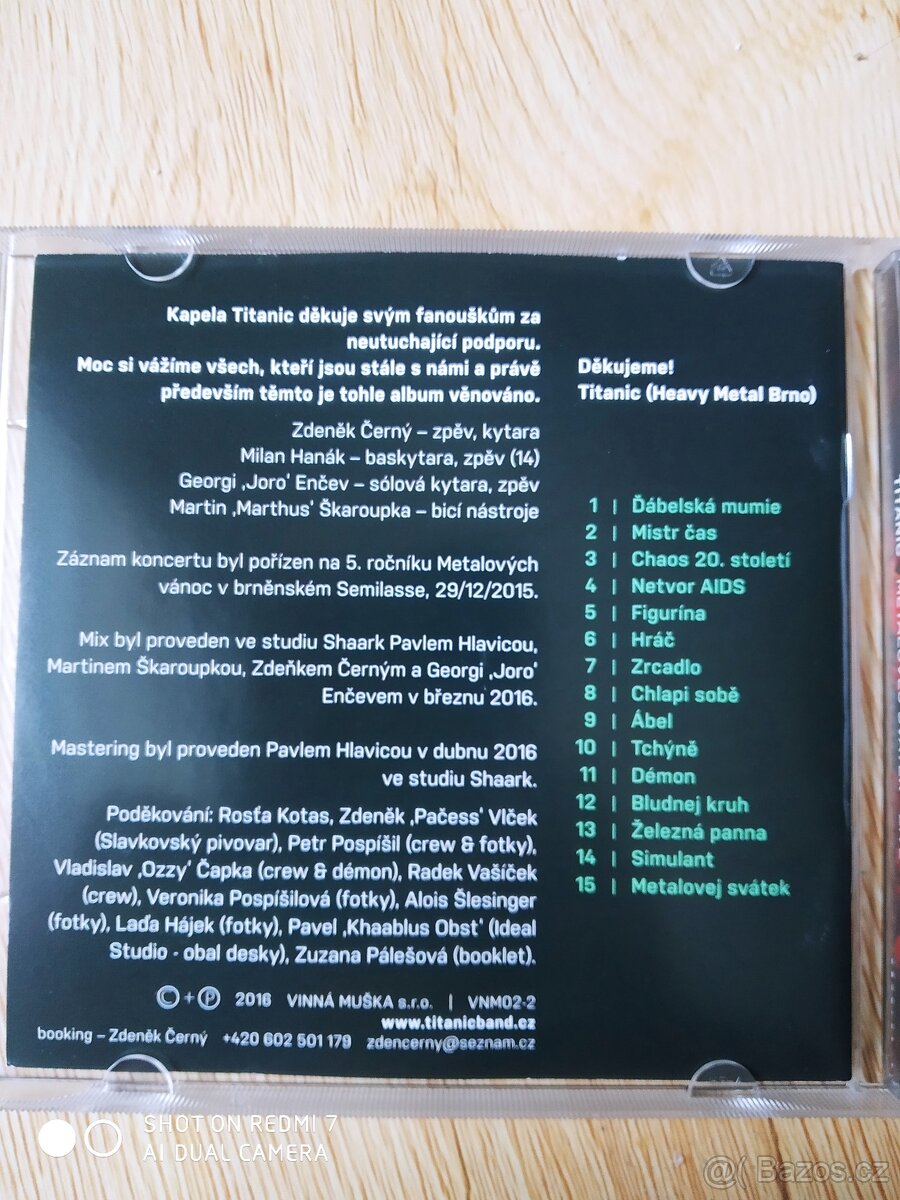 Kapela Titanic děkuje svým fanouškům za
neutuchající podporu.
Moc si vážíme všech, kteří jsou stále s námi a právě
především těmto je tohle album věnováno.
Zdeněk Černý – zpěv, kytara
Milan Hanák – baskytara, zpěv (14)
Georgi ‚Joro‘ Enčev – sólová kytara, zpěv
Martin ‚Marthus‘ Škaroupka – bicí nástroje
Záznam koncertu byl pořízen na 5. ročníku Metalových
vánoc v brněnském Semilasse, 29/12/2015.
Mix byl proveden ve studiu Shaark Pavlem Hlavicou,
Martinem Škaroupkou, Zdeňkem Černým a Georgi ‚Joro‘
Enčevem v březnu 2016.
Mastering byl proveden Pavlem Hlavicou v dubnu 2016
ve studiu Shaark.
Poděkování: Rosťa Kotas, Zdeněk ‚Pačess‘ Vlček
(Slavkovský pivovar), Petr Pospíšil (crew & fotky),
Vladislav ‚Ozzy‘ Čapka (crew & démon), Radek Vašíček
(crew), Veronika Pospíšilová (fotky), Alois Šlesinger
(fotky), Laďa Hájek (fotky), Pavel ‚Khaablus Obst‘ (Ideal
Studio - obal desky), Zuzana Pálešová (booklet).
© + ℗ 2016 VINNÁ MUŠKA s.r.o. | VNM02-2
www.titanicband.cz
booking – Zdeněk Černý +420 602 501 179 zdencerny@seznam.cz
Děkujeme!
Titanic (Heavy Metal Brno)
1 | Ďábelská mumie
2 | Mistr čas
3 | Chaos 20. století
4 | Netvor AIDS
5 | Figurína
6 | Hráč
7 | Zrcadlo
8 | Chlapi sobě
9 | Ábel
10 | Tchýně
11 | Démon
12 | Bludnej kruh
13 | Železná panna
14 | Simulant
15 | Metalovej svátek
TITANIC
SHOT ON REDMI 7
AI DUAL CAMERA
@( Bazos.cz